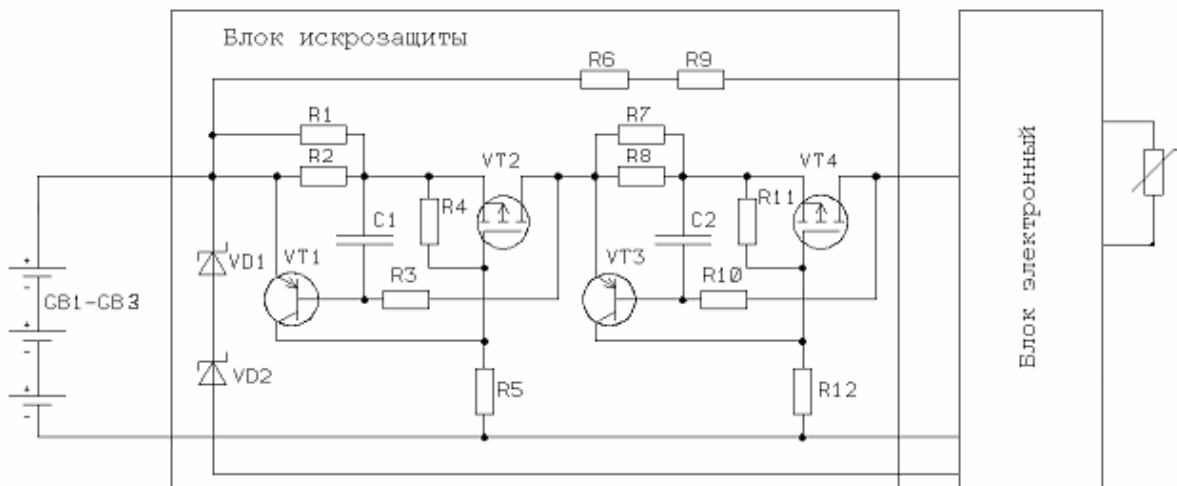 Блок искрозащиты
R6
R9
R1
R7
R2
VT2
R8
VT4
R4
R11
C1
C2
VD1
VT1
R3
VT3
R10
GB1-GB3
+
-
+
-
+
-
VD2
R5
R12
Блок электронный